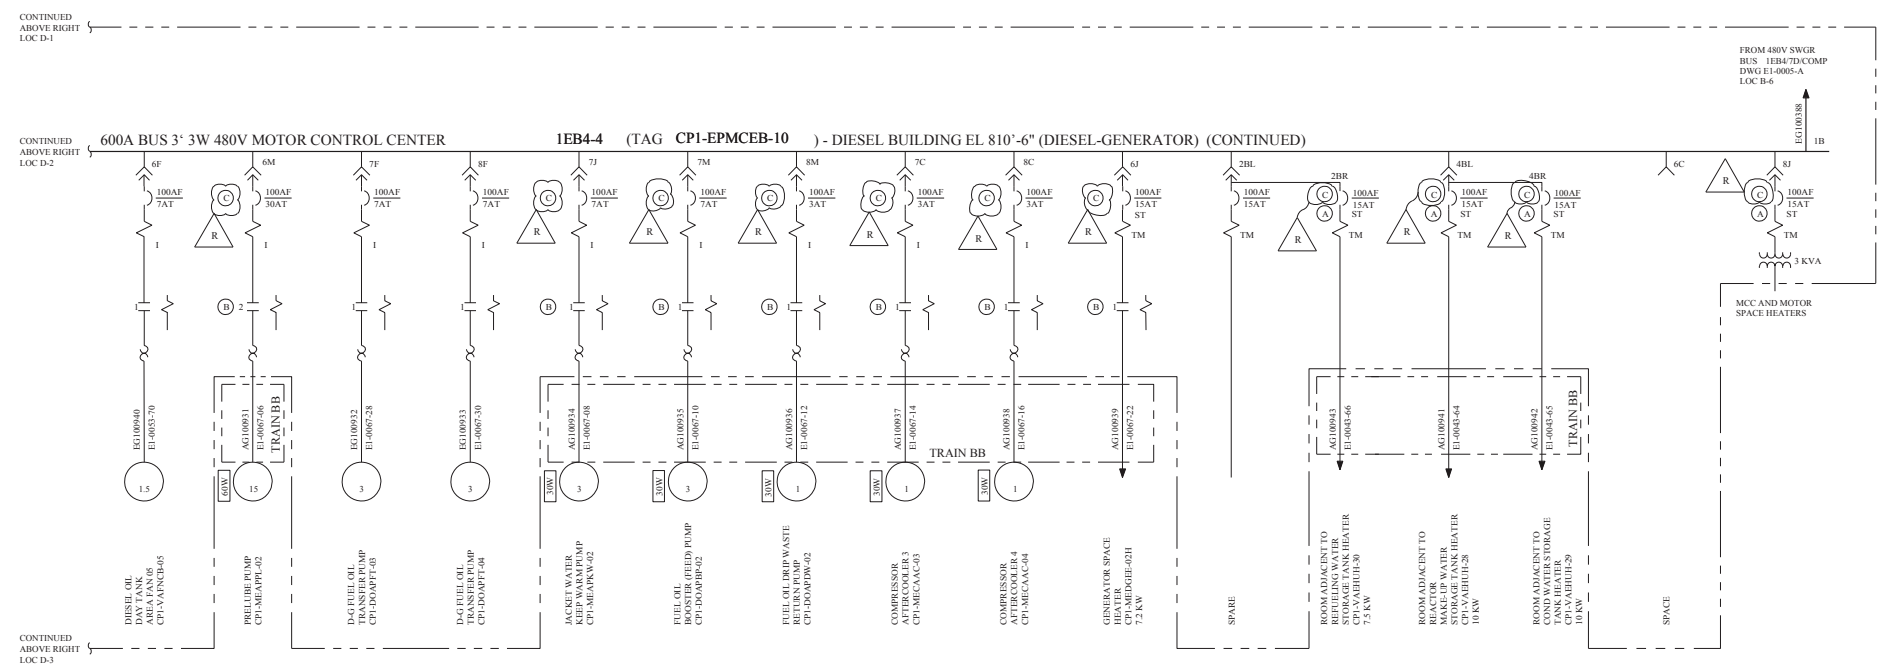 CONTINUED
ABOVE RIGHT
LOC D-1
FROM 480V SWGR
BUS 1EB4/7D/COMP
DWG E1-0005-A
LOC B-6
EG100388
1B
CONTINUED
ABOVE RIGHT
LOC D-2
600A BUS 3‘ 3W 480V MOTOR CONTROL CENTER 1EB4-4 (TAG CP1-EPMCEB-10 ) - DIESEL BUILDING EL 810’-6" (DIESEL-GENERATOR) (CONTINUED)
6F
100AF
7AT
I
1
EG100940
E1-0053-70
1.5
DIESEL OIL
DAY TANK
AREA FAN 05
CP1-VAFNCB-05
6M
C
100AF
30AT
R
I
B
2
AG100931
E1-0067-06
TRAIN BB
60W
15
PRELUBE PUMP
CP1-MEAPPL-02
7F
100AF
7AT
I
1
EG100932
E1-0067-28
3
D-G FUEL OIL
TRANSFER PUMP
CP1-DOAPFT-03
8F
100AF
7AT
I
1
EG100933
E1-0067-30
3
D-G FUEL OIL
TRANSFER PUMP
CP1-DOAPFT-04
7J
C
100AF
7AT
R
I
B
1
AG100934
E1-0067-08
30W
3
JACKET WATER
KEEP WARM PUMP
CP1-MEAPKW-02
7M
C
100AF
7AT
R
I
B
1
AG100935
E1-0067-10
30W
3
FUEL OIL
BOOSTER (FEED) PUMP
CP1-DOAPBP-02
8M
C
100AF
3AT
R
I
B
1
AG100936
E1-0067-12
30W
1
FUEL OIL DRIP WASTE
RETURN PUMP
CP1-DOAPDW-02
7C
C
100AF
3AT
R
I
B
1
AG100937
E1-0067-14
30W
1
COMPRESSOR
AFTERCOOLER 3
CP1-MECAAC-03
8C
C
100AF
3AT
R
I
B
1
AG100938
E1-0067-16
30W
1
COMPRESSOR
AFTERCOOLER 4
CP1-MECAAC-04
TRAIN BB
6J
C
100AF
15AT
ST
R
TM
B
1
AG100939
E1-0067-22
GENERATOR SPACE
HEATER
CP1-MEDGEE-02H
7.2 KW
2BL
100AF
15AT
TM
SPARE
2BR
C
A
100AF
15AT
ST
R
TM
AG100943
E1-0043-66
ROOM ADJACENT TO
REFUELING WATER
STORAGE TANK HEATER
CP1-VAEHUH-30
7.5 KW
4BL
C
A
100AF
15AT
ST
R
TM
AG100941
E1-0043-64
ROOM ADJACENT TO
REACTOR
MAKE-UP WATER
STORAGE TANK HEATER
CP1-VAEHUH-28
10 KW
4BR
C
A
100AF
15AT
ST
R
TM
AG100942
E1-0043-65
TRAIN BB
ROOM ADJACENT TO
COND WATER STORAGE
TANK HEATER
CP1-VAEHUH-29
10 KW
6C
SPACE
8J
R
C
A
100AF
15AT
ST
TM
3 KVA
MCC AND MOTOR
SPACE HEATERS
CONTINUED
ABOVE RIGHT
LOC D-3